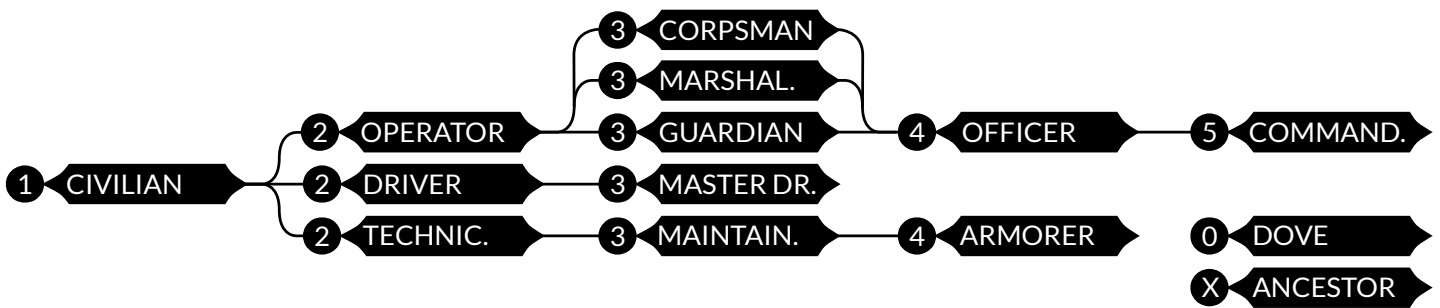 3 CORPSMAN
3 MARSHAL.
2 OPERATOR 3 GUARDIAN 4 OFFICER 5 COMMAND.
1 CIVILIAN 2 DRIVER 3 MASTER DR.
2 TECHNIC. 3 MAINTAIN. 4 ARMORER 0 DOVE
X ANCESTOR